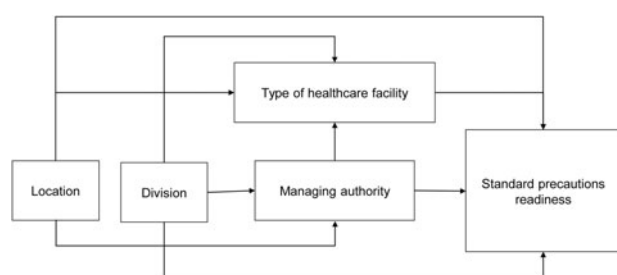 Type of healthcare facility
Location
Division
Managing authority
Standard precautions
readiness